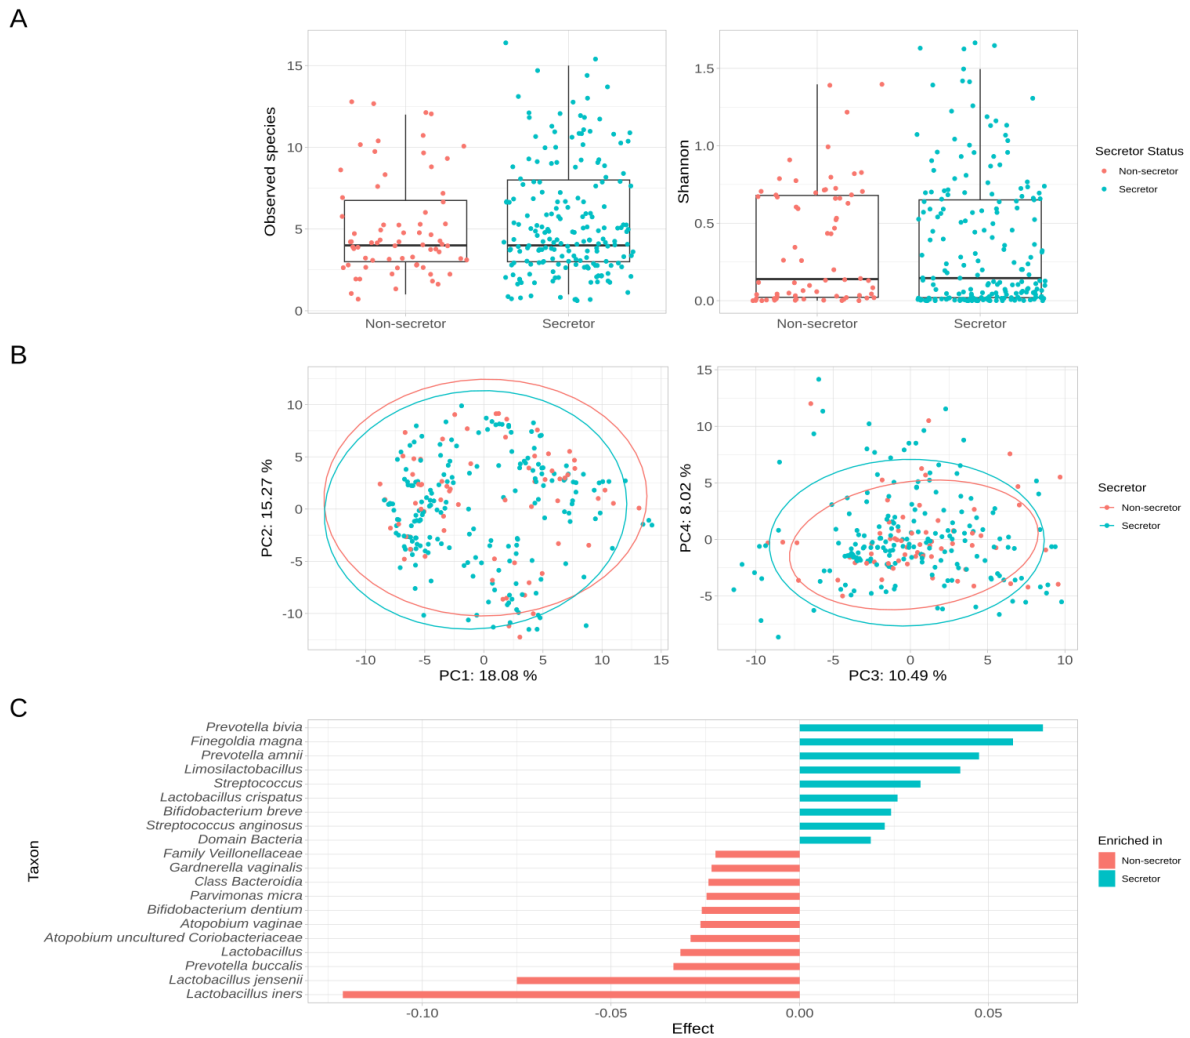 A
Observed species
15
10
5
0
Non-secretor
Secretor
Shannon
1.5
1.0
0.5
0.0
Non-secretor
Secretor
Secretor Status
Non-secretor
Secretor
B
PC2: 15.27 %
10
5
0
-5
-10
-10
-5
0
5
10
15
PC1: 18.08 %
PC4: 8.02 %
15
10
5
0
-5
-10
-5
0
5
10
PC3: 10.49 %
Secretor
Non-secretor
Secretor
C
Taxon
Prevotella bivia
Finegoldia magna
Prevotella amnii
Limosilactobacillus
Streptococcus
Lactobacillus crispatus
Bifidobacterium breve
Streptococcus anginosus
Domain Bacteria
Family Veillonellaceae
Gardnerella vaginalis
Class Bacteroidia
Parvimonas micra
Bifidobacterium dentium
Atopobium vaginae
Atopobium uncultured Coriobacteriaceae
Lactobacillus
Prevotella buccalis
Lactobacillus jensenii
Lactobacillus iners
-0.10
-0.05
0.00
0.05
Effect
Enriched in
Non-secretor
Secretor